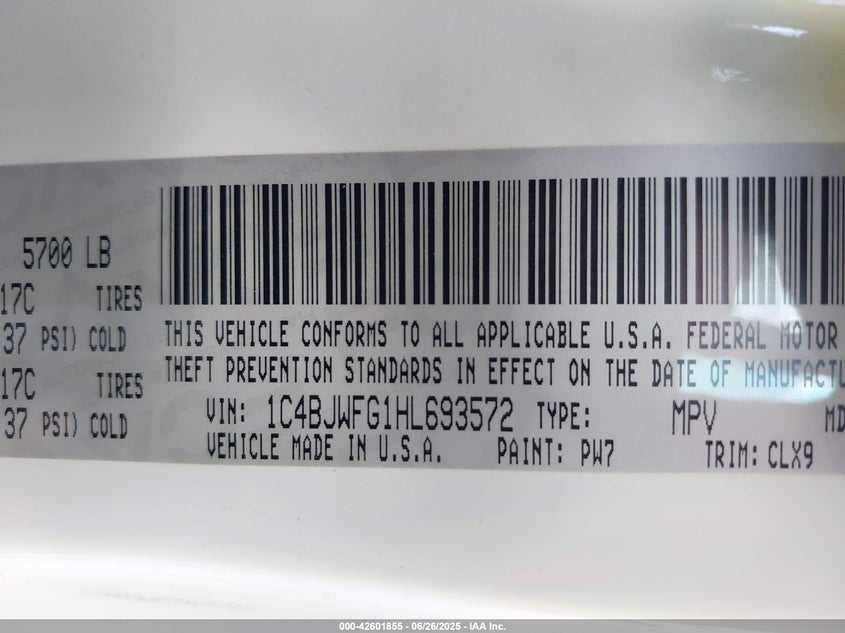 5700 LB
17C TIRES
37 PSI) COLD
17C TIRES
37 PSI) COLD
THIS VEHICLE CONFORMS TO ALL APPLICABLE U.S.A. FEDERAL MOTOR
THEFT PREVENTION STANDARDS IN EFFECT ON THE DATE OF MANUFACTU
VIN: 1C4BJWFG1HL693572 TYPE: MPV MD
VEHICLE MADE IN U.S.A. PAINT: PW7 TRIM: CLX9
000-42601855 - 06/26/2025 - IAA Inc.